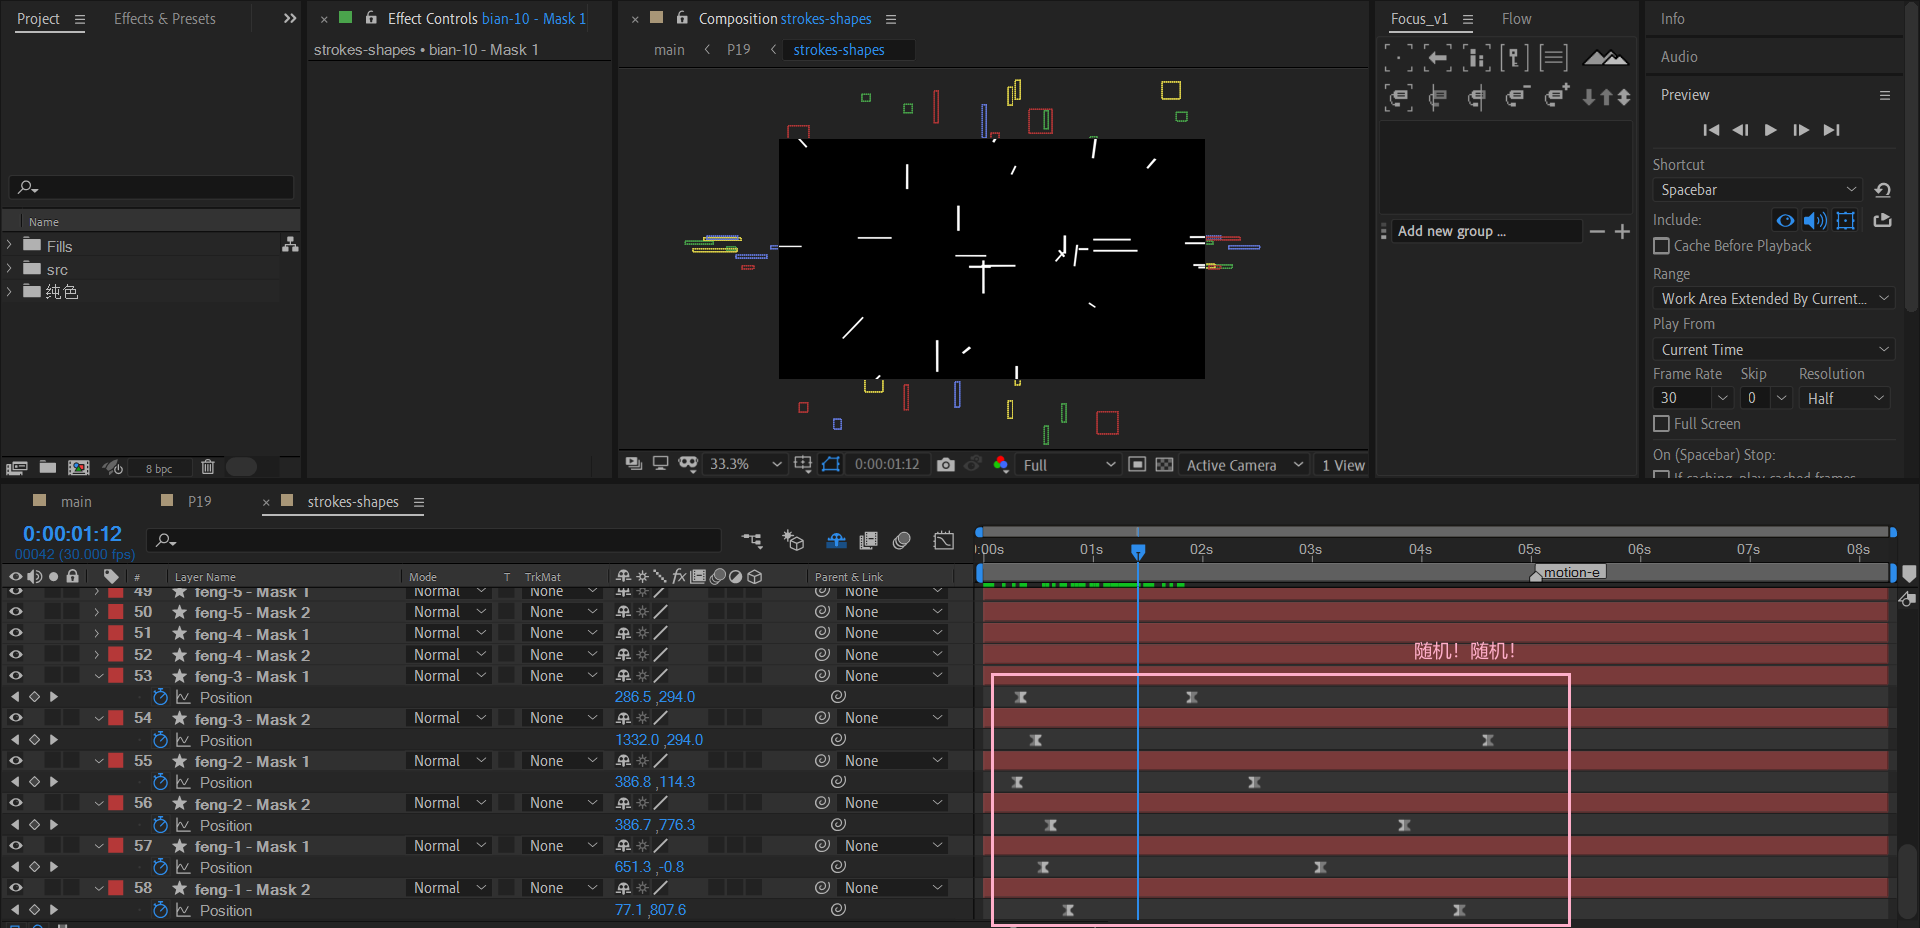 Project
Effects & Presets
Effect Controls bian-10 - Mask 1
Composition strokes-shapes
Focus_v1
Flow
Info
strokes-shapes • bian-10 - Mask 1
main
P19
strokes-shapes
Audio
Preview
Shortcut
Spacebar
Include:
Cache Before Playback
Range
Work Area Extended By Current...
Play From
Current Time
Frame Rate
Skip
Resolution
30
0
Half
Full Screen
On (Spacebar) Stop:
If caching, play cached frames
Add new group ...
Name
Fills
src
纯色
8 bpc
33.3%
0:00:01:12
Full
Active Camera
1 View
main
P19
strokes-shapes
0:00:01:12
00042 (30.000 fps)
:00s
01s
02s
03s
04s
05s
06s
07s
08s
motion-e
#
Layer Name
Mode
T
TrkMat
fx
Parent & Link
49 feng-5 - Mask 1 Normal None None
50 feng-5 - Mask 2 Normal None None
51 feng-4 - Mask 1 Normal None None
52 feng-4 - Mask 2 Normal None None
随机！随机！
53 feng-3 - Mask 1 Normal None None
Position 286.5 ,294.0
54 feng-3 - Mask 2 Normal None None
Position 1332.0 ,294.0
55 feng-2 - Mask 1 Normal None None
Position 386.8 ,114.3
56 feng-2 - Mask 2 Normal None None
Position 386.7 ,776.3
57 feng-1 - Mask 1 Normal None None
Position 651.3 ,-0.8
58 feng-1 - Mask 2 Normal None None
Position 77.1 ,807.6